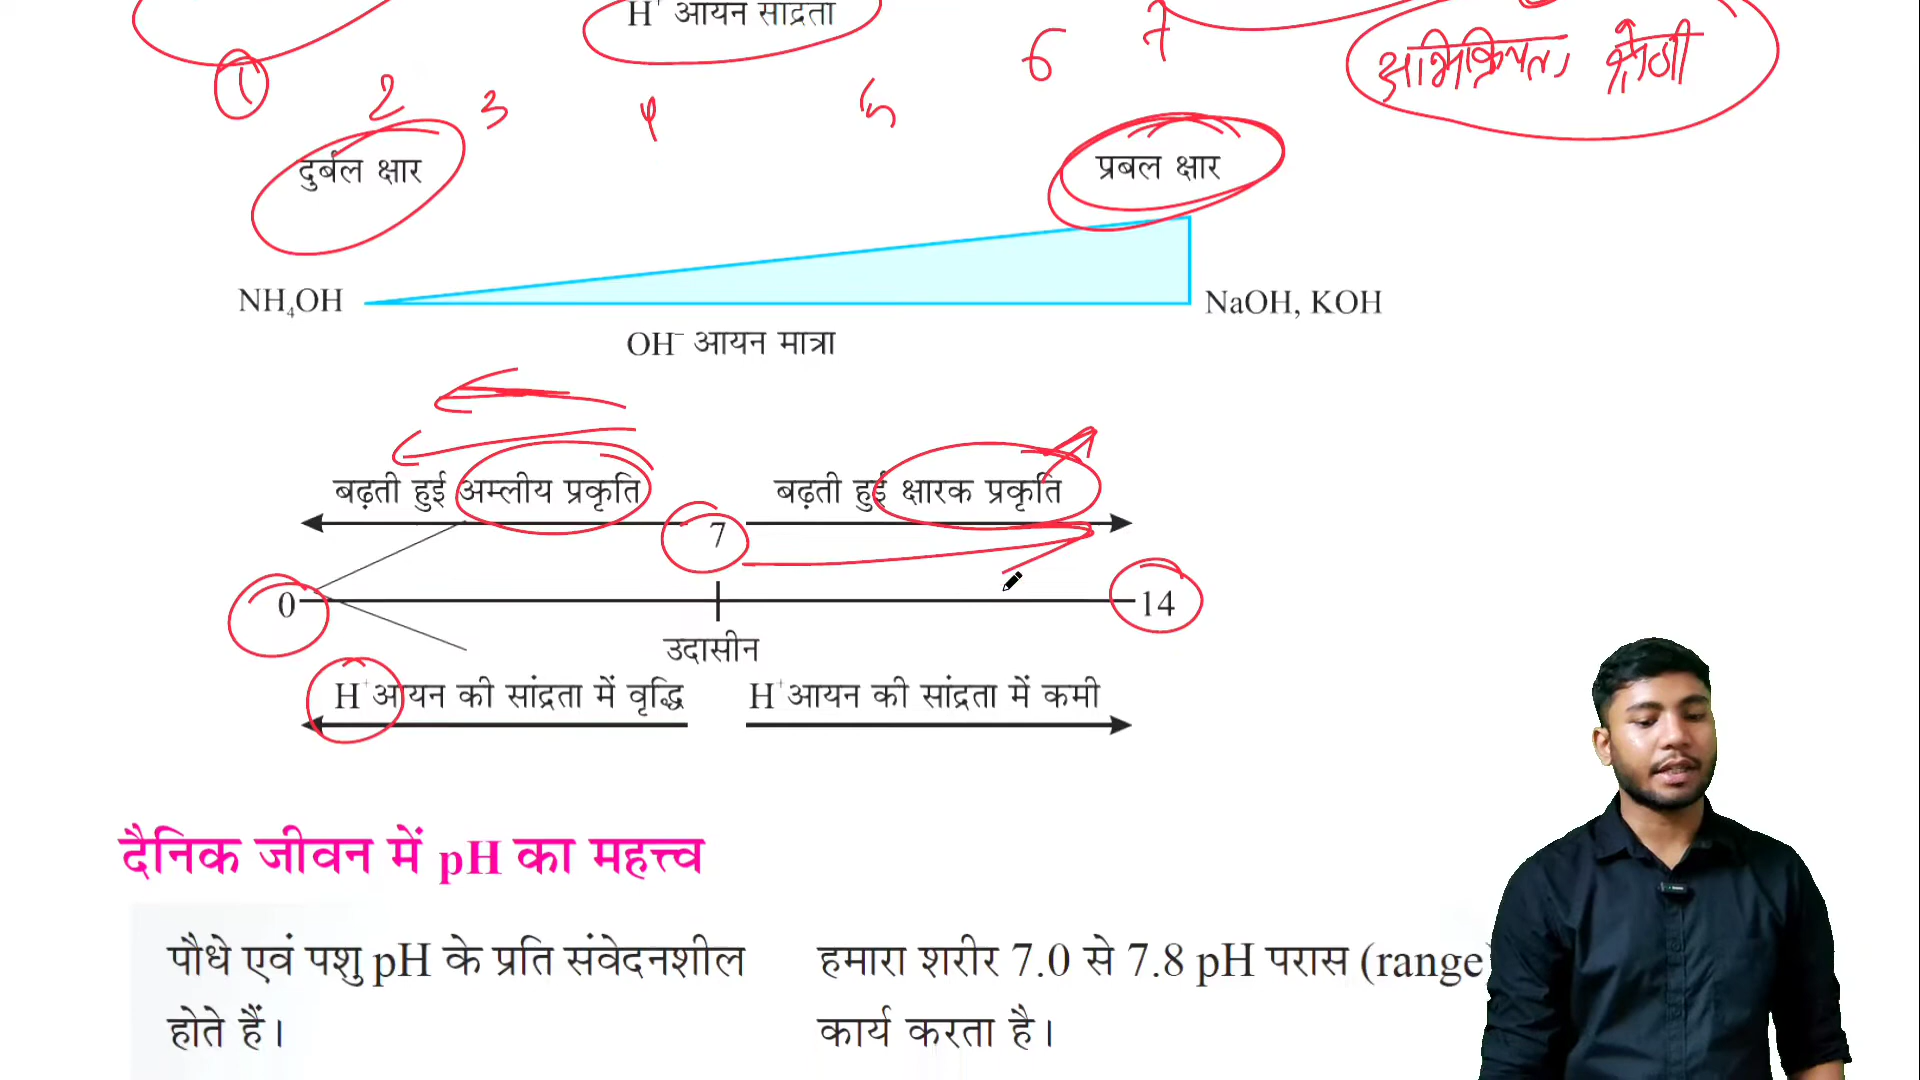 H⁺ आयन सांद्रता
6 7
अभिक्रियता श्रेणी
1 2 3 4 5
दुर्बल क्षार प्रबल क्षार
NH₄OH NaOH, KOH
OH⁻ आयन मात्रा
बढ़ती हुई अम्लीय प्रकृति बढ़ती हुई क्षारक प्रकृति
7
0 14
उदासीन
H⁺आयन की सांद्रता में वृद्धि H⁺आयन की सांद्रता में कमी
दैनिक जीवन में pH का महत्त्व
पौधे एवं पशु pH के प्रति संवेदनशील हमारा शरीर 7.0 से 7.8 pH परास (range
होते हैं। कार्य करता है।